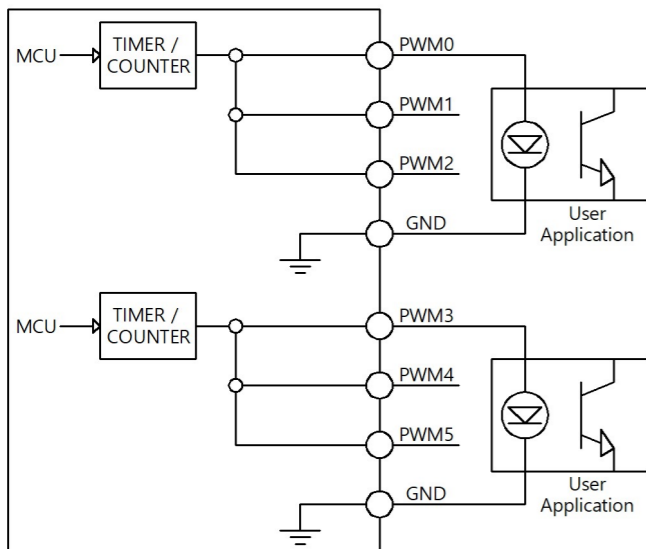 MCU
TIMER /
COUNTER
PWM0
PWM1
PWM2
GND
User
Application
MCU
TIMER /
COUNTER
PWM3
PWM4
PWM5
GND
User
Application